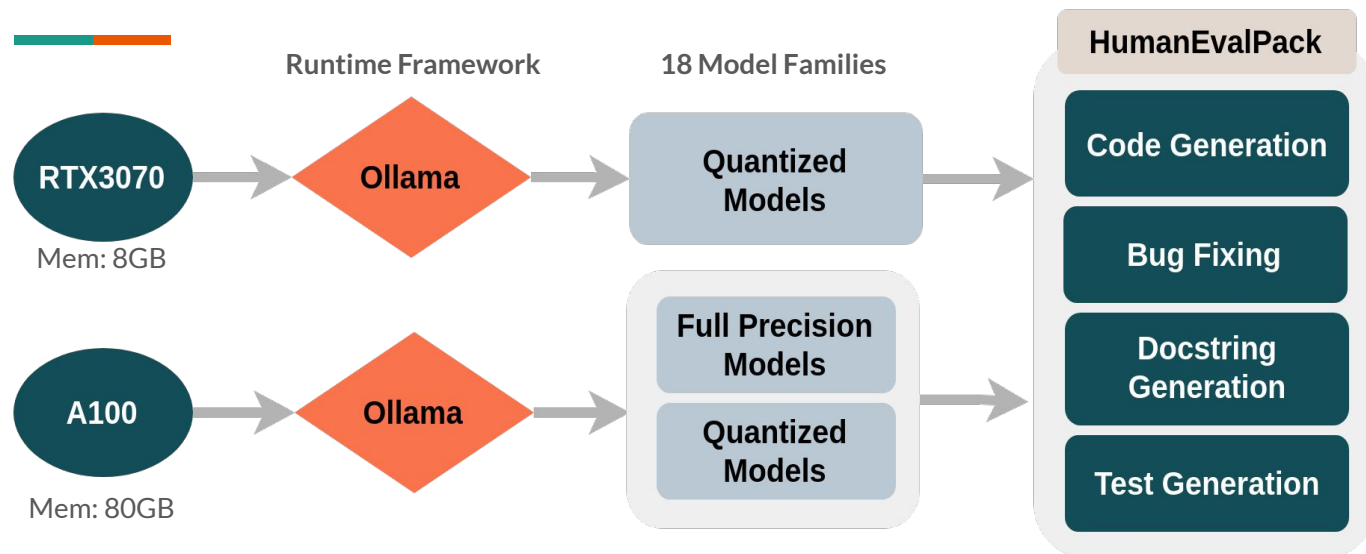 Runtime Framework
18 Model Families
HumanEvalPack
RTX3070
Mem: 8GB
Ollama
Quantized
Models
A100
Mem: 80GB
Ollama
Full Precision
Models
Quantized
Models
Code Generation
Bug Fixing
Docstring
Generation
Test Generation